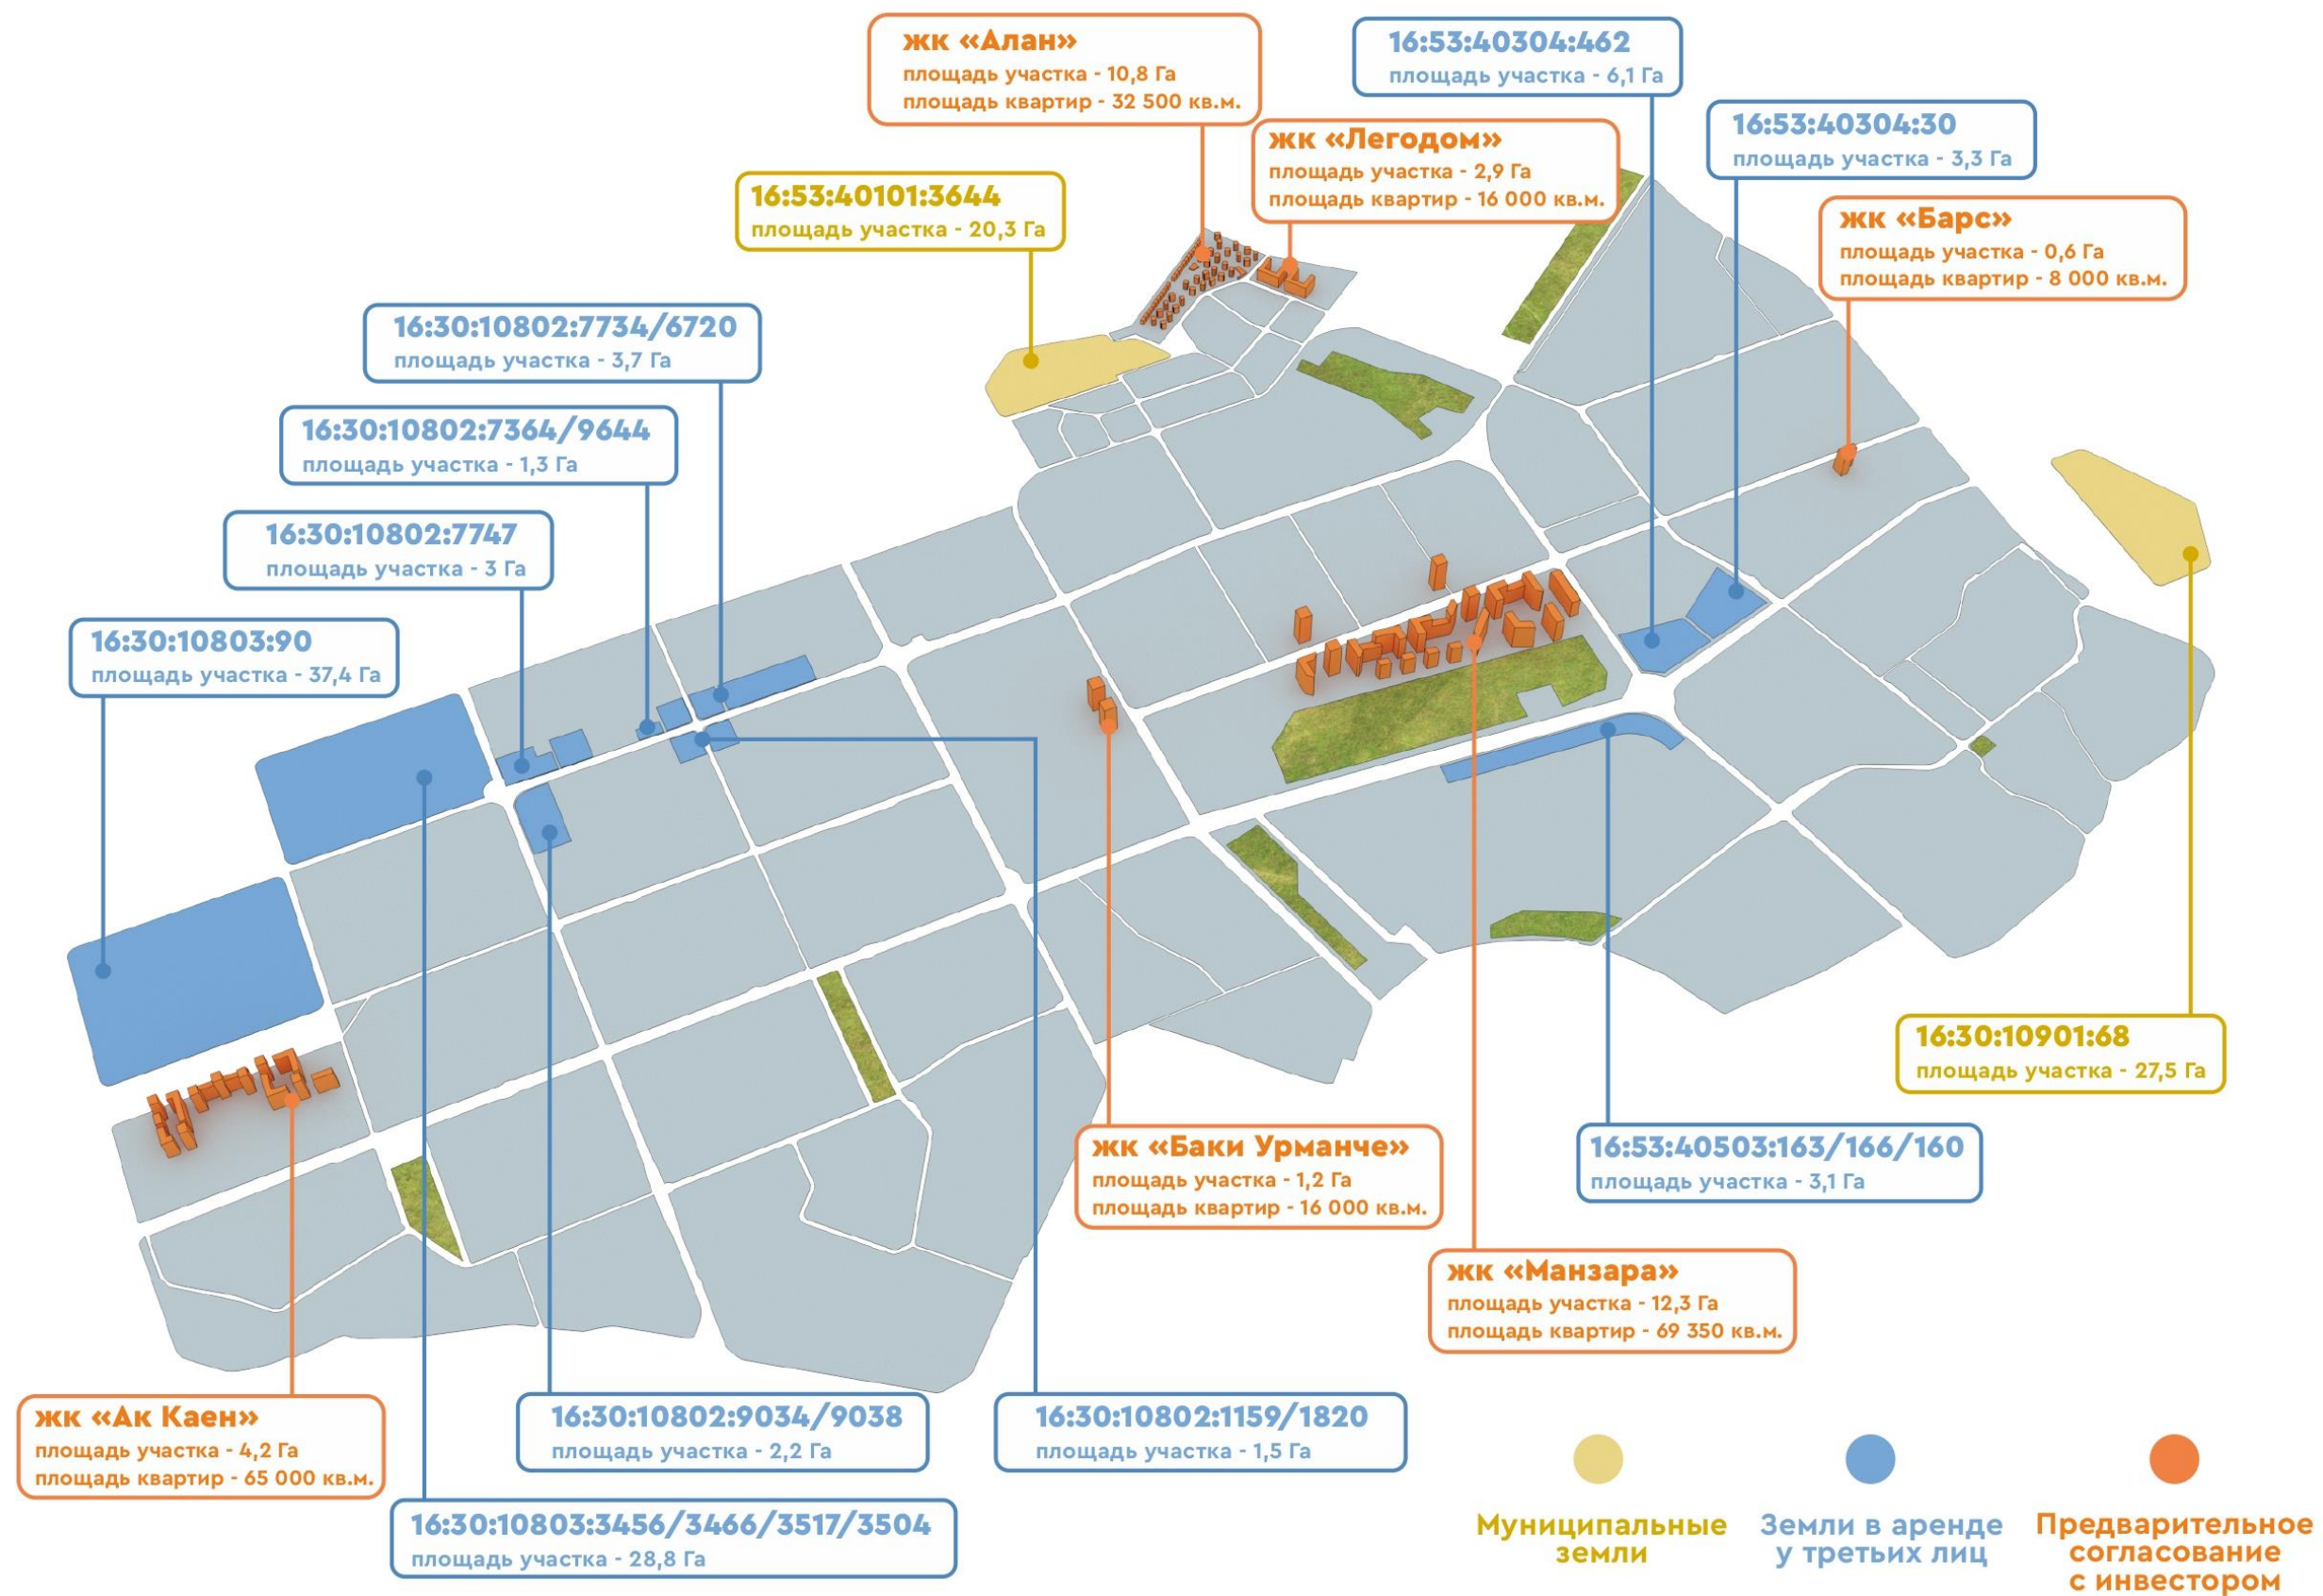 жк «Алан»
площадь участка - 10,8 Га
площадь квартир - 32 500 кв.м.
16:53:40304:462
площадь участка - 6,1 Га
16:53:40304:30
площадь участка - 3,3 Га
жк «Легодом»
площадь участка - 2,9 Га
площадь квартир - 16 000 кв.м.
16:53:40101:3644
площадь участка - 20,3 Га
жк «Барс»
площадь участка - 0,6 Га
площадь квартир - 8 000 кв.м.
16:30:10802:7734/6720
площадь участка - 3,7 Га
16:30:10802:7364/9644
площадь участка - 1,3 Га
16:30:10802:7747
площадь участка - 3 Га
16:30:10803:90
площадь участка - 37,4 Га
16:30:10901:68
площадь участка - 27,5 Га
жк «Баки Урманче»
площадь участка - 1,2 Га
площадь квартир - 16 000 кв.м.
16:53:40503:163/166/160
площадь участка - 3,1 Га
жк «Манзара»
площадь участка - 12,3 Га
площадь квартир - 69 350 кв.м.
жк «Ак Каен»
площадь участка - 4,2 Га
площадь квартир - 65 000 кв.м.
16:30:10802:9034/9038
площадь участка - 2,2 Га
16:30:10802:1159/1820
площадь участка - 1,5 Га
16:30:10803:3456/3466/3517/3504
площадь участка - 28,8 Га
Муниципальные
земли
Земли в аренде
у третьих лиц
Предварительное
согласование
с инвестором